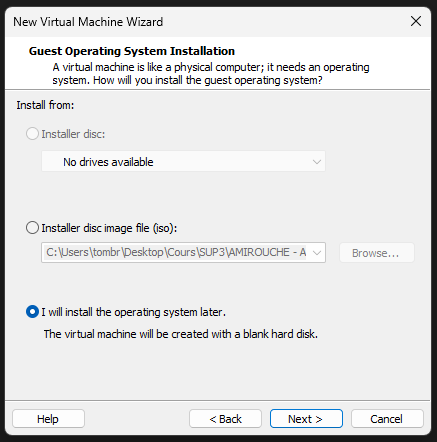 New Virtual Machine Wizard
Guest Operating System Installation
A virtual machine is like a physical computer; it needs an operating
system. How will you install the guest operating system?
Install from:
Installer disc:
No drives available
Installer disc image file (iso):
C:\Users\tombr\Desktop\Cours\SUP3\AMIROUCHE - A
Browse...
I will install the operating system later.
The virtual machine will be created with a blank hard disk.
Help
< Back
Next >
Cancel